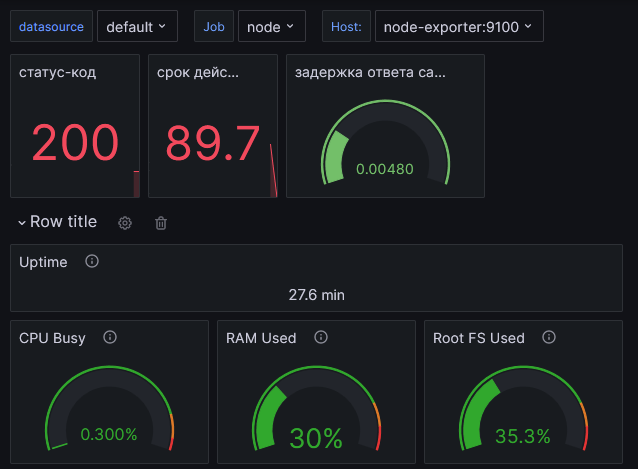 datasource default Job node Host: node-exporter:9100
статус-код срок дейс... задержка ответа са...
200 89.7 0.00480
Row title
Uptime
27.6 min
CPU Busy RAM Used Root FS Used
0.300% 30% 35.3%